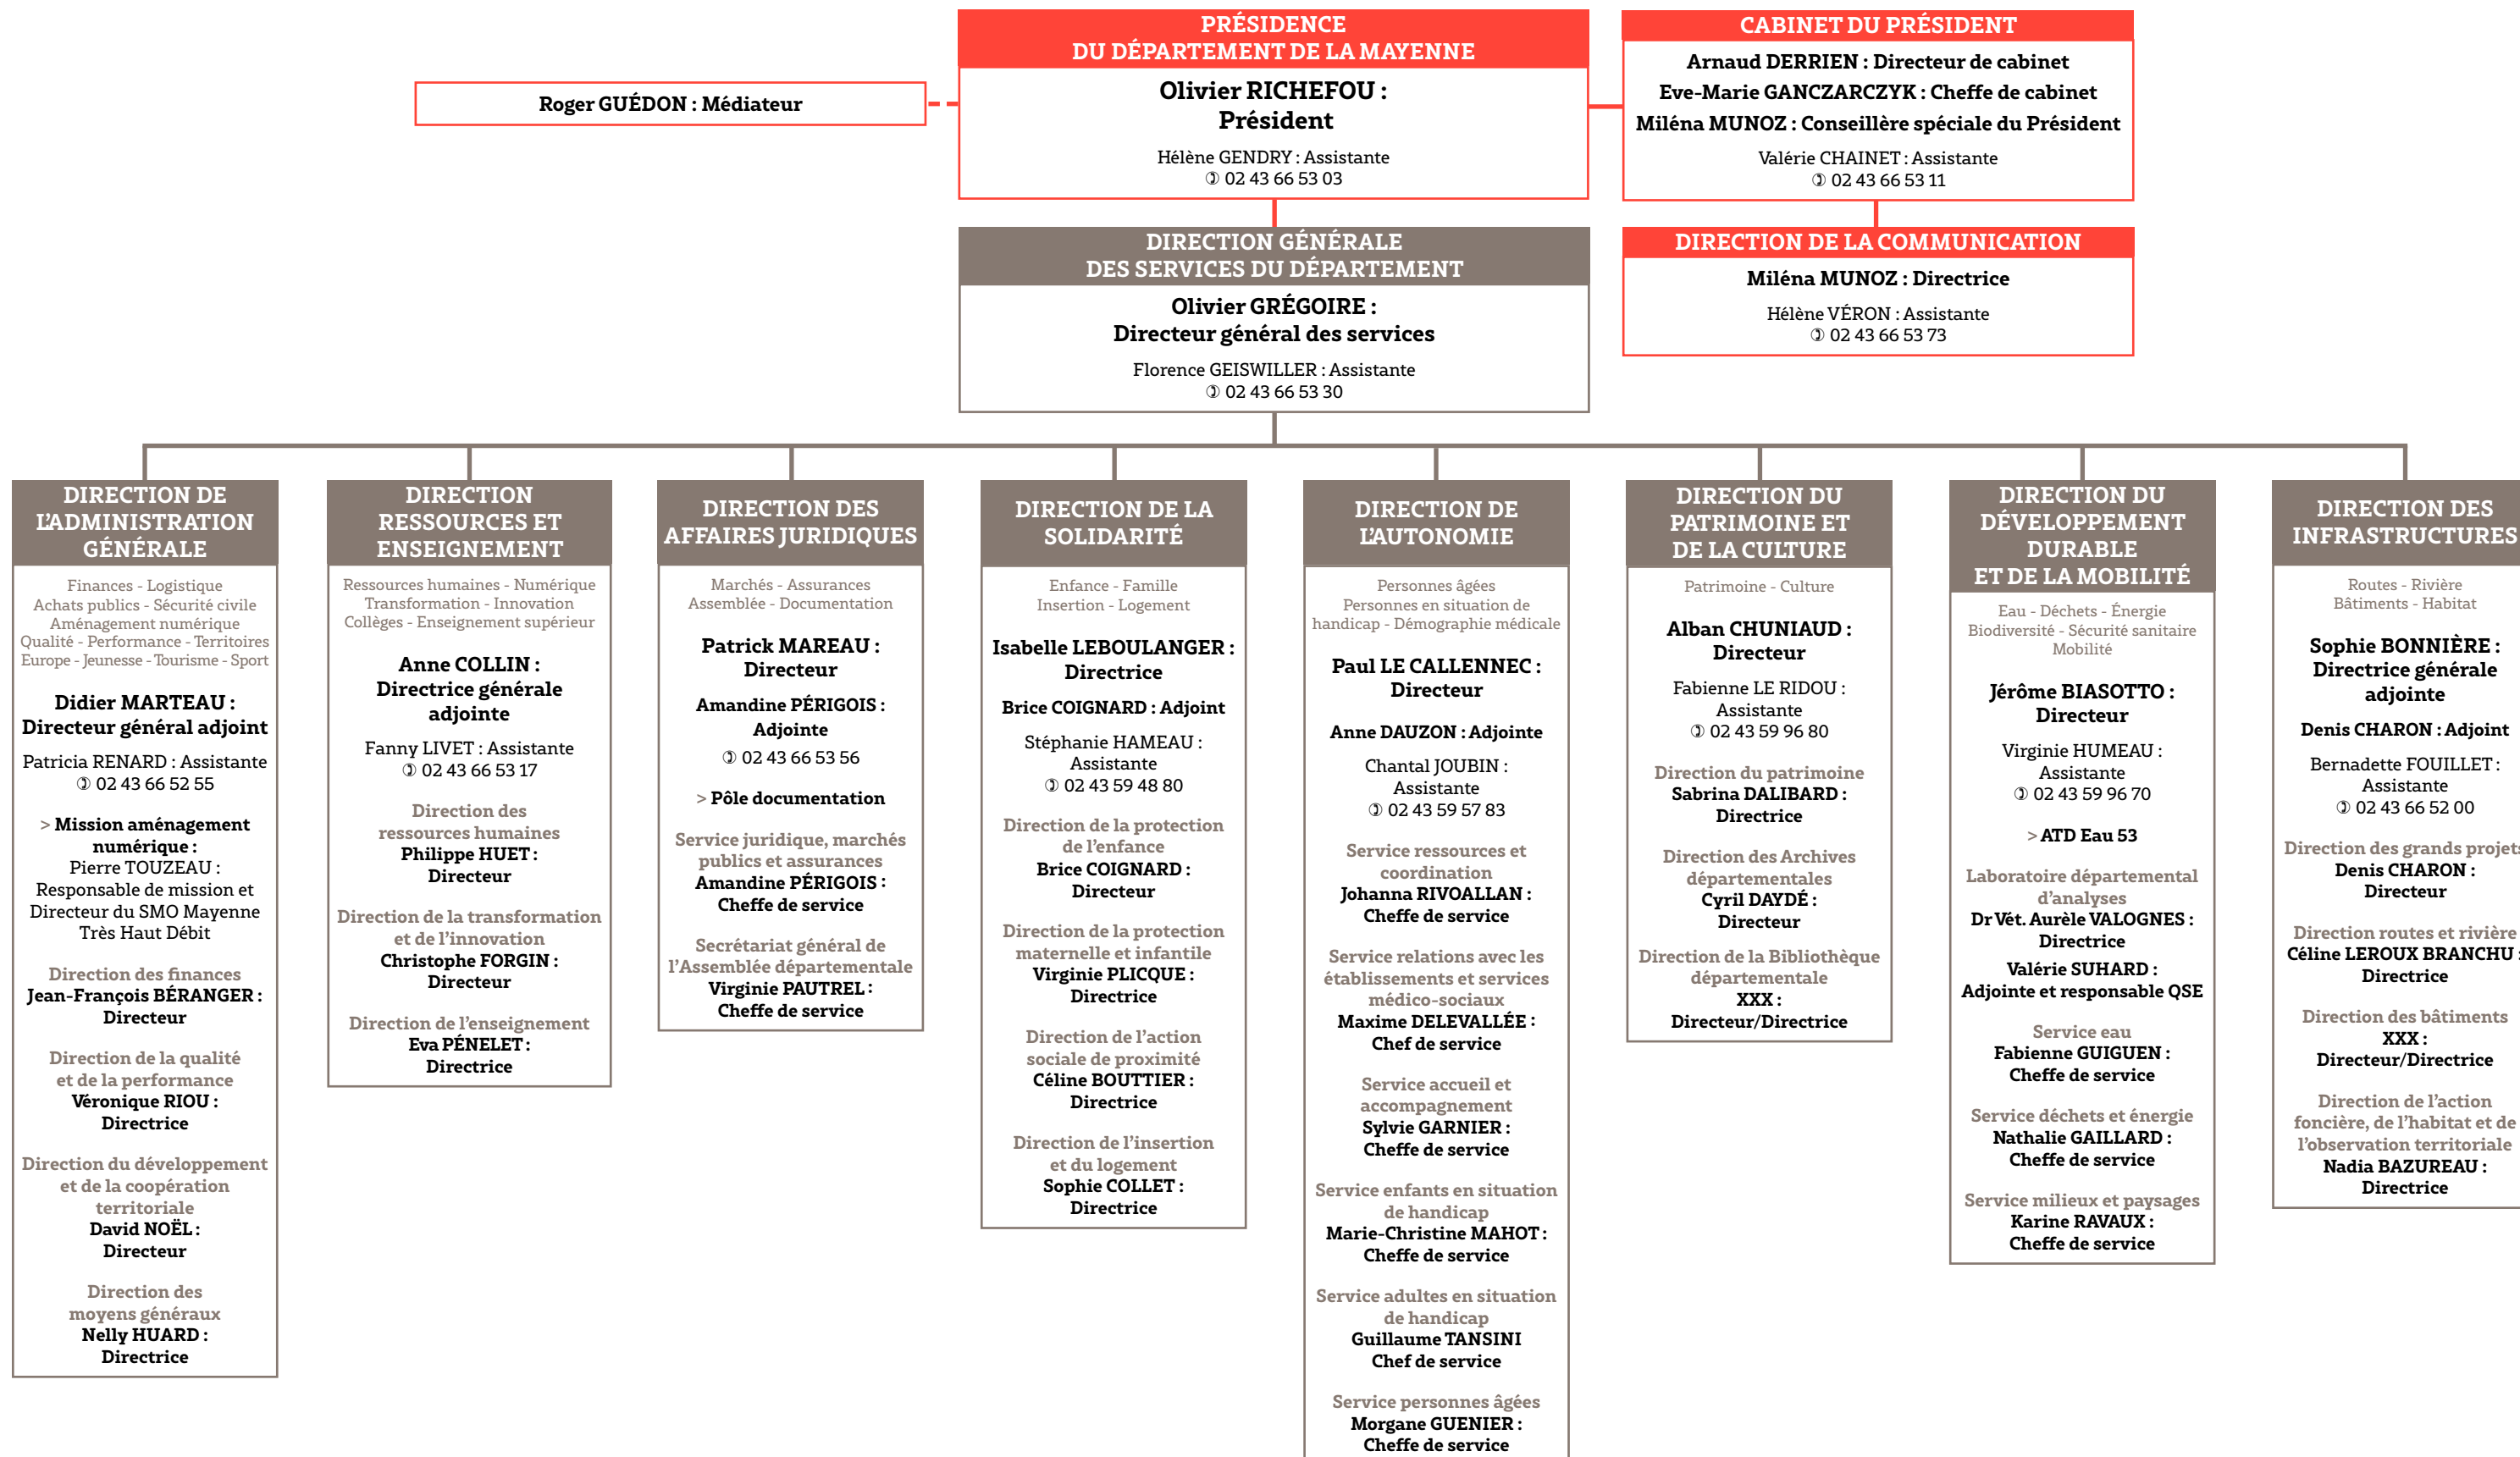 PRÉSIDENCE
DU DÉPARTEMENT DE LA MAYENNE
Olivier RICHEFOU :
Président
Hélène GENDRY : Assistante
✆ 02 43 66 53 03
CABINET DU PRÉSIDENT
Arnaud DERRIEN : Directeur de cabinet
Eve-Marie GANCZARCZYK : Cheffe de cabinet
Miléna MUNOZ : Conseillère spéciale du Président
Valérie CHAINET : Assistante
✆ 02 43 66 53 11
Roger GUÉDON : Médiateur
DIRECTION GÉNÉRALE
DES SERVICES DU DÉPARTEMENT
Olivier GRÉGOIRE :
Directeur général des services
Florence GEISWILLER : Assistante
✆ 02 43 66 53 30
DIRECTION DE LA COMMUNICATION
Miléna MUNOZ : Directrice
Hélène VÉRON : Assistante
✆ 02 43 66 53 73
DIRECTION DE
L'ADMINISTRATION
GÉNÉRALE
Finances - Logistique
Achats publics - Sécurité civile
Aménagement numérique
Qualité - Performance - Territoires
Europe - Jeunesse - Tourisme - Sport
Didier MARTEAU :
Directeur général adjoint
Patricia RENARD : Assistante
✆ 02 43 66 52 55
> Mission aménagement
numérique :
Pierre TOUZEAU :
Responsable de mission et
Directeur du SMO Mayenne
Très Haut Débit
Direction des finances
Jean-François BÉRANGER :
Directeur
Direction de la qualité
et de la performance
Véronique RIOU :
Directrice
Direction du développement
et de la coopération
territoriale
David NOËL :
Directeur
Direction des
moyens généraux
Nelly HUARD :
Directrice
DIRECTION
RESSOURCES ET
ENSEIGNEMENT
Ressources humaines - Numérique
Transformation - Innovation
Collèges - Enseignement supérieur
Anne COLLIN :
Directrice générale
adjointe
Fanny LIVET : Assistante
✆ 02 43 66 53 17
Direction des
ressources humaines
Philippe HUET :
Directeur
Direction de la transformation
et de l'innovation
Christophe FORGIN :
Directeur
Direction de l'enseignement
Eva PÉNELET :
Directrice
DIRECTION DES
AFFAIRES JURIDIQUES
Marchés - Assurances
Assemblée - Documentation
Patrick MAREAU :
Directeur
Amandine PÉRIGOIS :
Adjointe
✆ 02 43 66 53 56
> Pôle documentation
Service juridique, marchés
publics et assurances
Amandine PÉRIGOIS :
Cheffe de service
Secrétariat général de
l'Assemblée départementale
Virginie PAUTREL :
Cheffe de service
DIRECTION DE LA
SOLIDARITÉ
Enfance - Famille
Insertion - Logement
Isabelle LEBOULANGER :
Directrice
Brice COIGNARD : Adjoint
Stéphanie HAMEAU :
Assistante
✆ 02 43 59 48 80
Direction de la protection
de l'enfance
Brice COIGNARD :
Directeur
Direction de la protection
maternelle et infantile
Virginie PLICQUE :
Directrice
Direction de l'action
sociale de proximité
Céline BOUTTIER :
Directrice
Direction de l'insertion
et du logement
Sophie COLLET :
Directrice
DIRECTION DE
L'AUTONOMIE
Personnes âgées
Personnes en situation de
handicap - Démographie médicale
Paul LE CALLENNEC :
Directeur
Anne DAUZON : Adjointe
Chantal JOUBIN :
Assistante
✆ 02 43 59 57 83
Service ressources et
coordination
Johanna RIVOALLAN :
Cheffe de service
Service relations avec les
établissements et services
médico-sociaux
Maxime DELEVALLÉE :
Chef de service
Service accueil et
accompagnement
Sylvie GARNIER :
Cheffe de service
Service enfants en situation
de handicap
Marie-Christine MAHOT :
Cheffe de service
Service adultes en situation
de handicap
Guillaume TANSINI
Chef de service
Service personnes âgées
Morgane GUENIER :
Cheffe de service
DIRECTION DU
PATRIMOINE ET
DE LA CULTURE
Patrimoine - Culture
Alban CHUNIAUD :
Directeur
Fabienne LE RIDOU :
Assistante
✆ 02 43 59 96 80
Direction du patrimoine
Sabrina DALIBARD :
Directrice
Direction des Archives
départementales
Cyril DAYDÉ :
Directeur
Direction de la Bibliothèque
départementale
XXX :
Directeur/Directrice
DIRECTION DU
DÉVELOPPEMENT
DURABLE
ET DE LA MOBILITÉ
Eau - Déchets - Énergie
Biodiversité - Sécurité sanitaire
Mobilité
Jérôme BIASOTTO :
Directeur
Virginie HUMEAU :
Assistante
✆ 02 43 59 96 70
> ATD Eau 53
Laboratoire départemental
d'analyses
Dr Vét. Aurèle VALOGNES :
Directrice
Valérie SUHARD :
Adjointe et responsable QSE
Service eau
Fabienne GUIGUEN :
Cheffe de service
Service déchets et énergie
Nathalie GAILLARD :
Cheffe de service
Service milieux et paysages
Karine RAVAUX :
Cheffe de service
DIRECTION DES
INFRASTRUCTURES
Routes - Rivière
Bâtiments - Habitat
Sophie BONNIÈRE :
Directrice générale
adjointe
Denis CHARON : Adjoint
Bernadette FOUILLET :
Assistante
✆ 02 43 66 52 00
Direction des grands projets
Denis CHARON :
Directeur
Direction routes et rivière
Céline LEROUX BRANCHU :
Directrice
Direction des bâtiments
XXX :
Directeur/Directrice
Direction de l'action
foncière, de l'habitat et de
l'observation territoriale
Nadia BAZUREAU :
Directrice